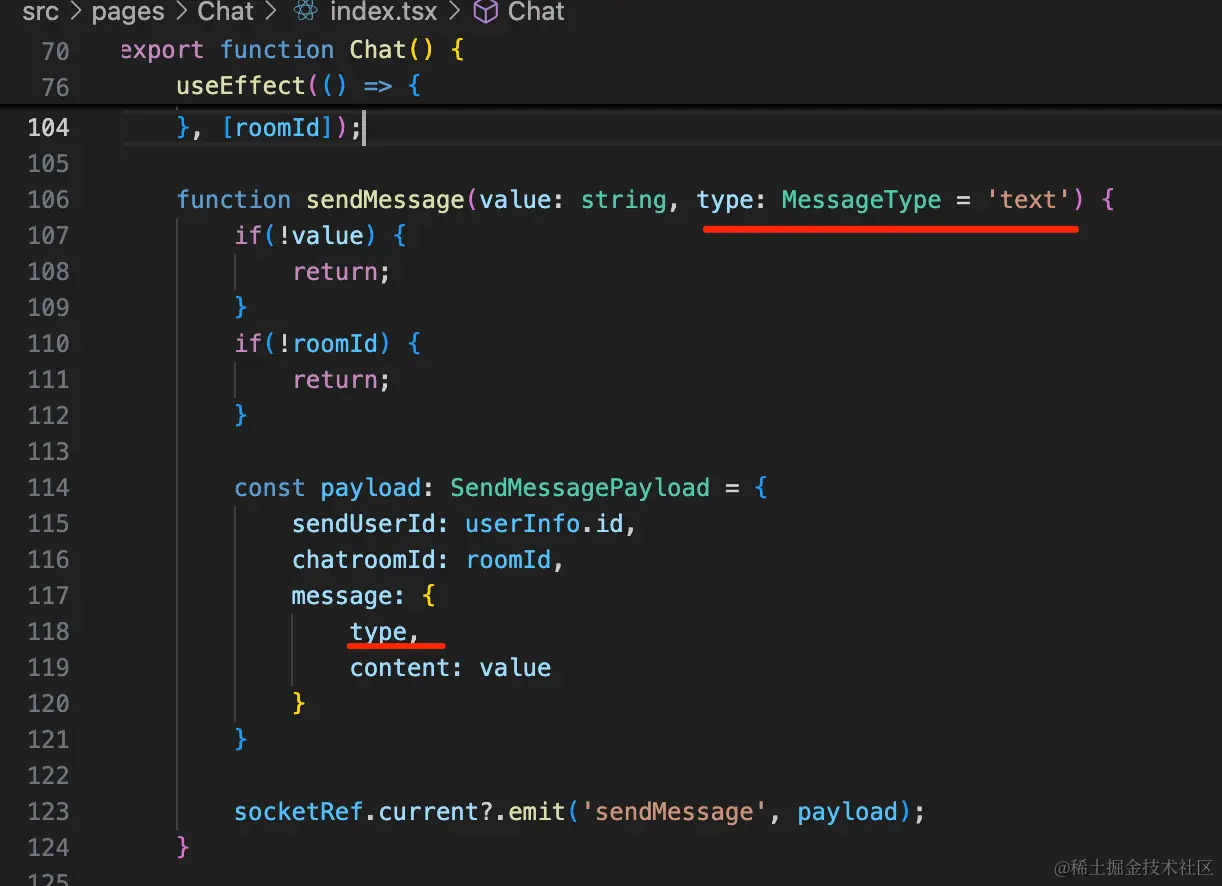 src > pages > Chat > index.tsx > Chat
70 export function Chat() {
76 useEffect(() => {
104 }, [roomId]);
105
106 function sendMessage(value: string, type: MessageType = 'text') {
107 if(!value) {
108 return;
109 }
110 if(!roomId) {
111 return;
112 }
113
114 const payload: SendMessagePayload = {
115 sendUserId: userInfo.id,
116 chatroomId: roomId,
117 message: {
118 type,
119 content: value
120 }
121 }
122
123 socketRef.current?.emit('sendMessage', payload);
124 }
125
@稀土掘金技术社区